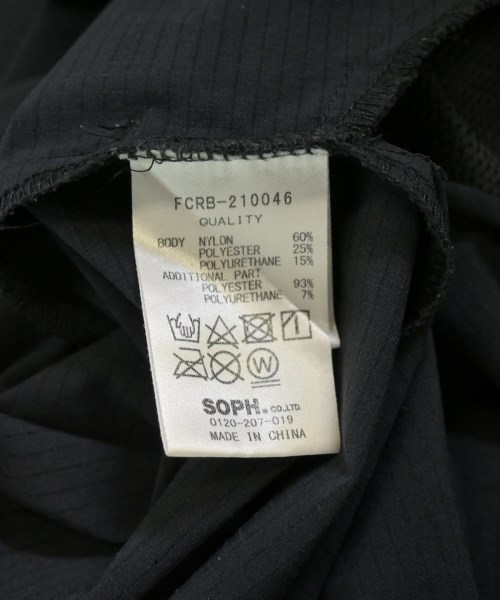 FCRB-210046
QUALITY
BODY NYLON 60%
POLYESTER 25%
POLYURETHANE 15%
ADDITIONAL PART
POLYESTER 93%
POLYURETHANE 7%
W
SOPH. CO.,LTD.
0120-207-019
MADE IN CHINA